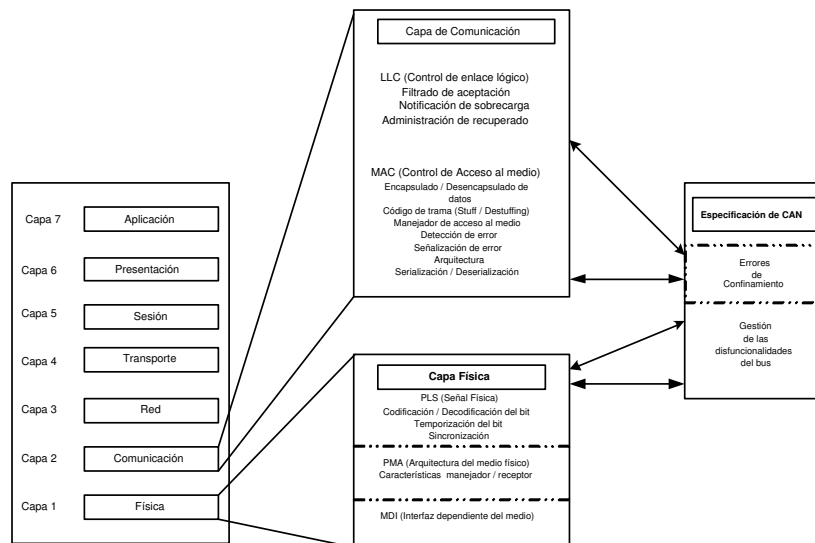 Capa 7 Aplicación
Capa 6 Presentación
Capa 5 Sesión
Capa 4 Transporte
Capa 3 Red
Capa 2 Comunicación
Capa 1 Física
Capa de Comunicación
LLC (Control de enlace lógico)
Filtrado de aceptación
Notificación de sobrecarga
Administración de recuperado
MAC (Control de Acceso al medio)
Encapsulado / Desencapsulado de
datos
Código de trama (Stuff / Destuffing)
Manejador de acceso al medio
Detección de error
Señalización de error
Arquitectura
Serialización / Deserialización
Capa Física
PLS (Señal Física)
Codificación / Decodificación del bit
Temporización del bit
Sincronización
PMA (Arquitectura del medio físico)
Características manejador / receptor
MDI (Interfaz dependiente del medio)
Especificación de CAN
Errores
de
Confinamiento
Gestión
de las
disfuncionalidades
del bus